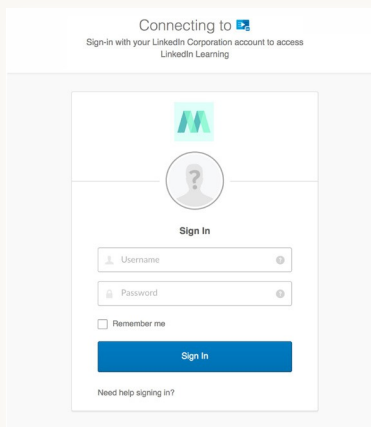 Connecting to
Sign-in with your LinkedIn Corporation account to access
LinkedIn Learning
Sign In
Username
Password
Remember me
Sign In
Need help signing in?